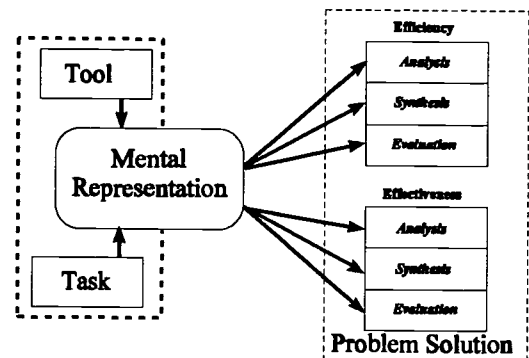 Tool
Mental
Representation
Task
Efficiency
Analysis
Synthesis
Evaluation
Effectiveness
Analysis
Synthesis
Evaluation
Problem Solution